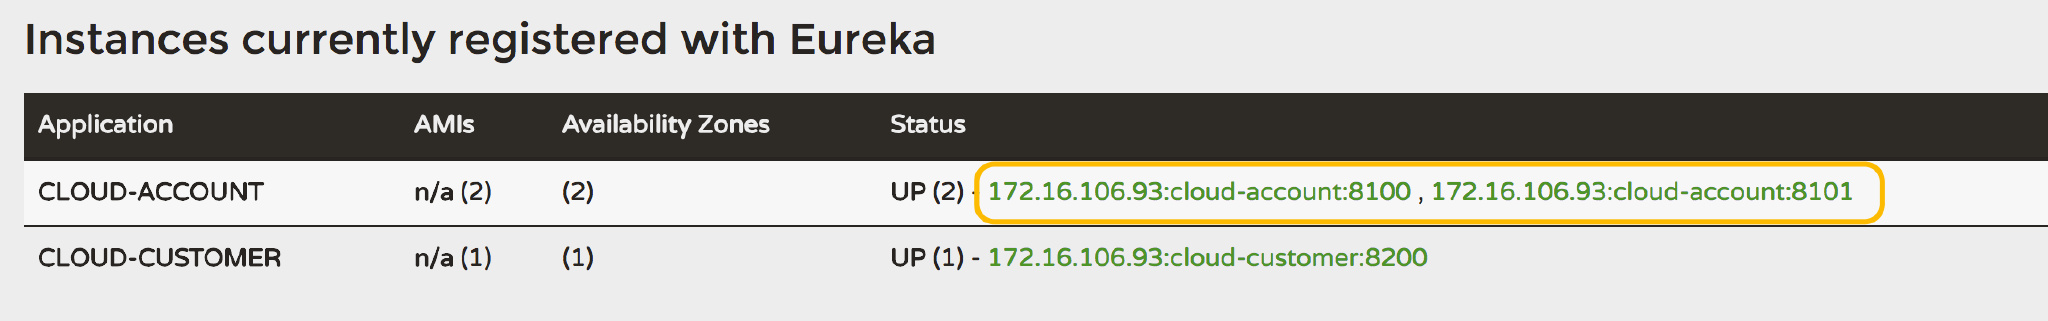 Instances currently registered with Eureka
Application AMIs Availability Zones Status
CLOUD-ACCOUNT n/a (2) (2) UP (2) - 172.16.106.93:cloud-account:8100 , 172.16.106.93:cloud-account:8101
CLOUD-CUSTOMER n/a (1) (1) UP (1) - 172.16.106.93:cloud-customer:8200